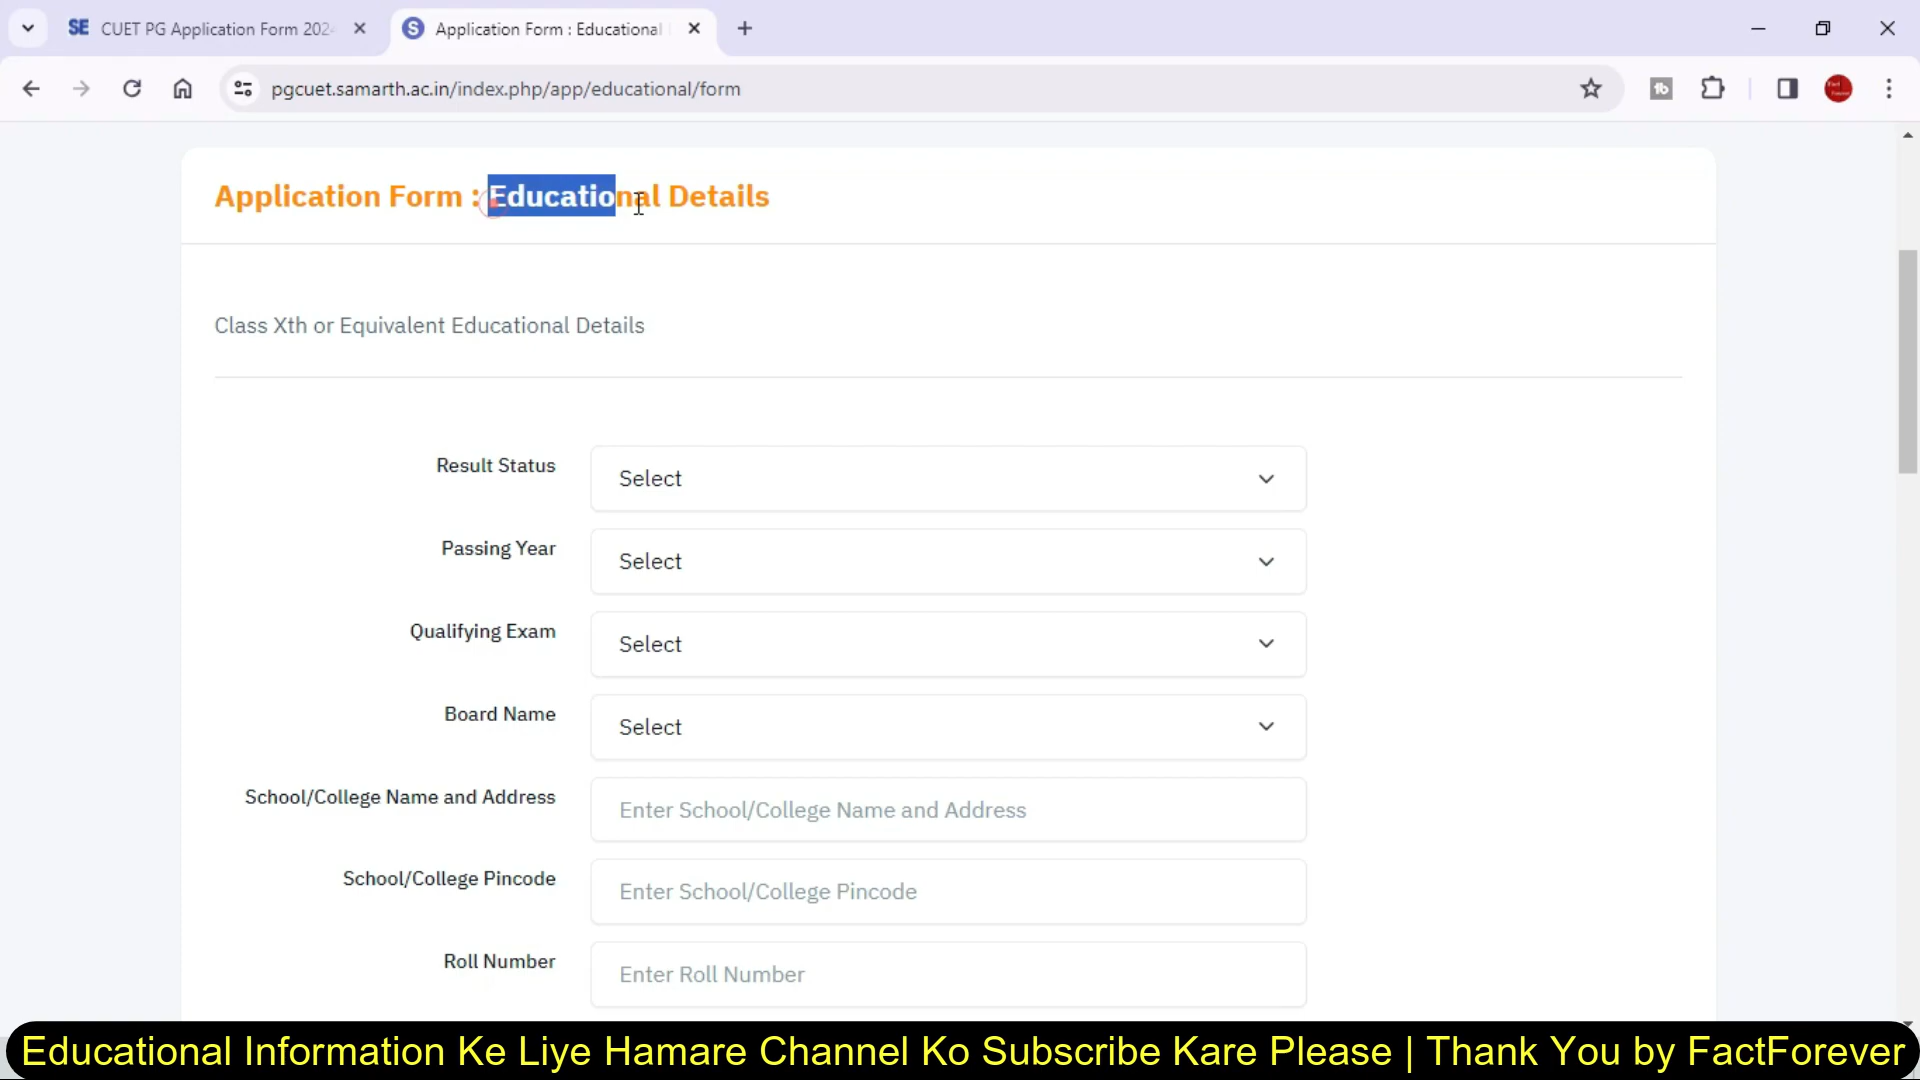 SE CUET PG Application Form 202
S Application Form : Educational
pgcuet.samarth.ac.in/index.php/app/educational/form
Application Form : Educational Details
Class Xth or Equivalent Educational Details
Result Status Select
Passing Year Select
Qualifying Exam Select
Board Name Select
School/College Name and Address Enter School/College Name and Address
School/College Pincode Enter School/College Pincode
Roll Number Enter Roll Number
Educational Information Ke Liye Hamare Channel Ko Subscribe Kare Please | Thank You by FactForever